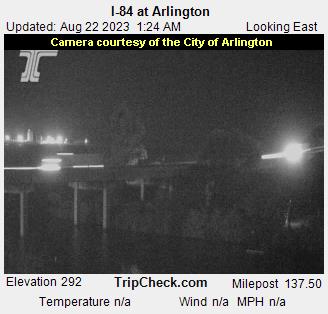 I-84 at Arlington
Updated: Aug 22 2023 1:24 AM Looking East
Camera courtesy of the City of Arlington
Elevation 292 TripCheck.com Milepost 137.50
Temperature n/a Wind n/a MPH n/a